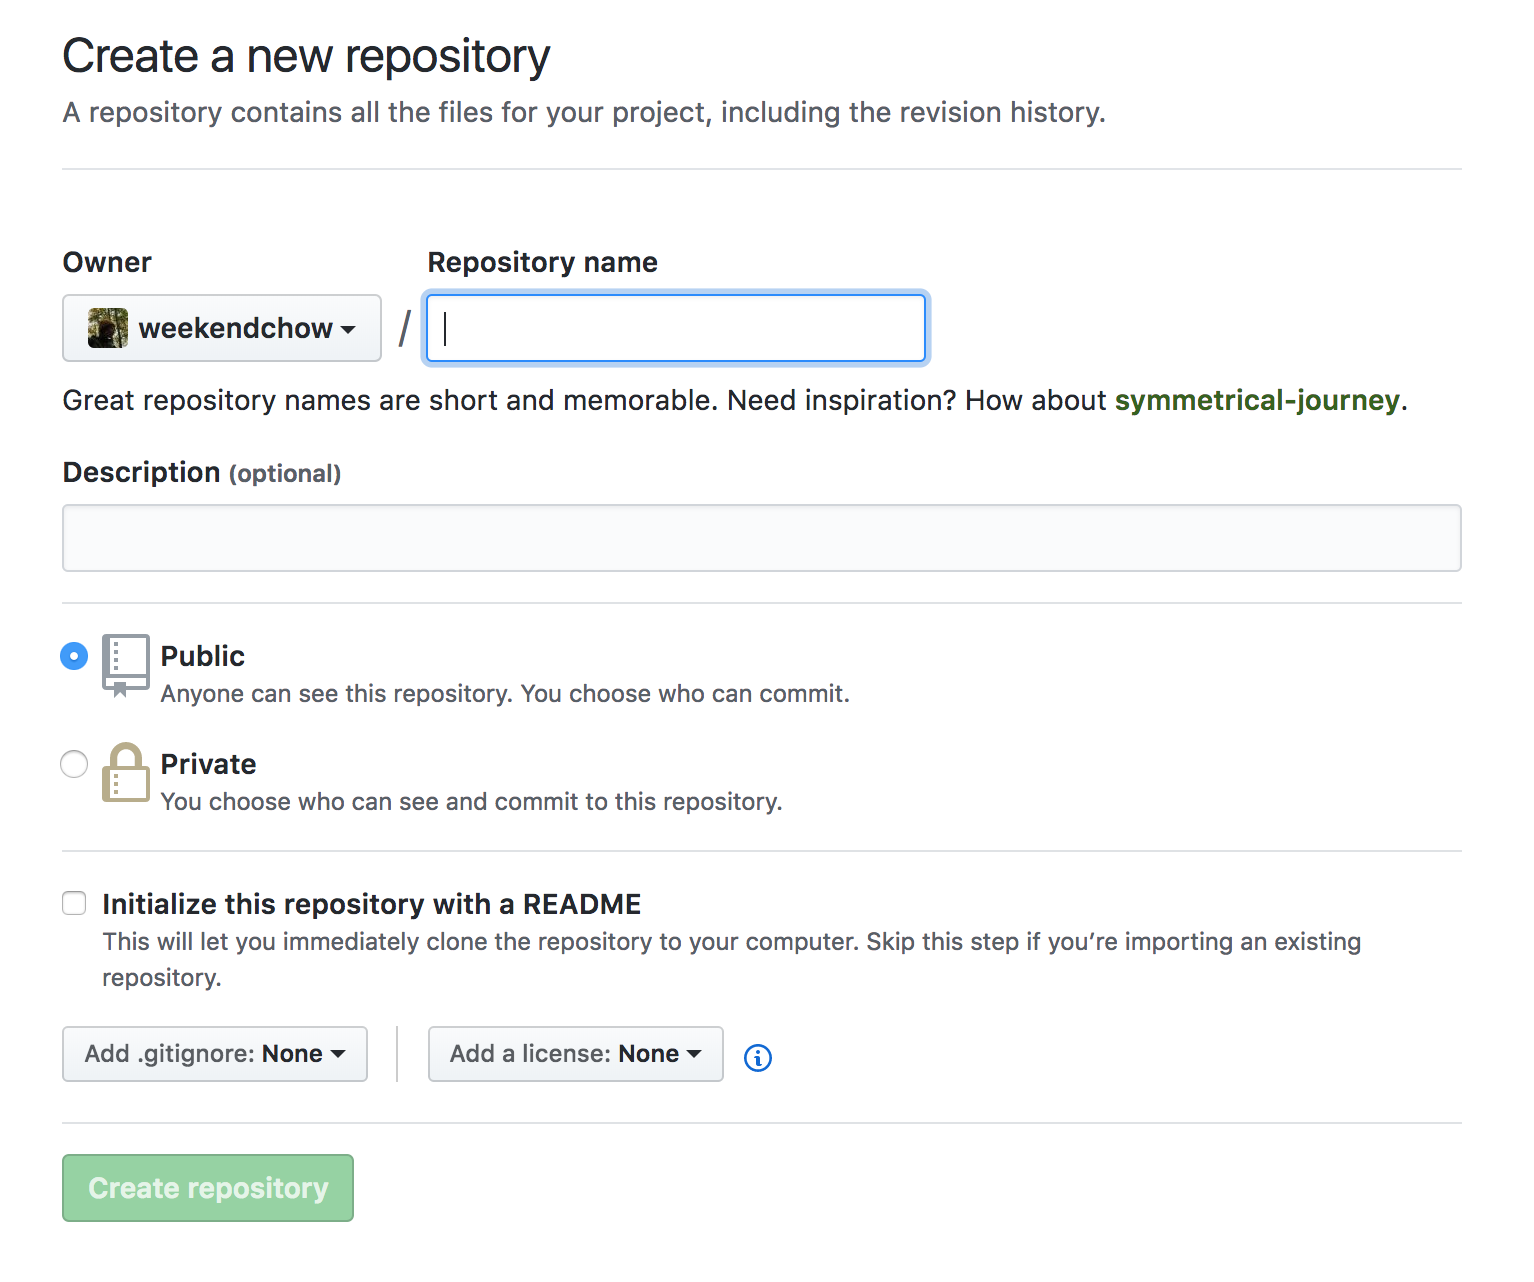 Create a new repository
A repository contains all the files for your project, including the revision history.
Owner
Repository name
weekendchow
/
Great repository names are short and memorable. Need inspiration? How about symmetrical-journey.
Description (optional)
Public
Anyone can see this repository. You choose who can commit.
Private
You choose who can see and commit to this repository.
Initialize this repository with a README
This will let you immediately clone the repository to your computer. Skip this step if you’re importing an existing
repository.
Add .gitignore: None
Add a license: None
Create repository